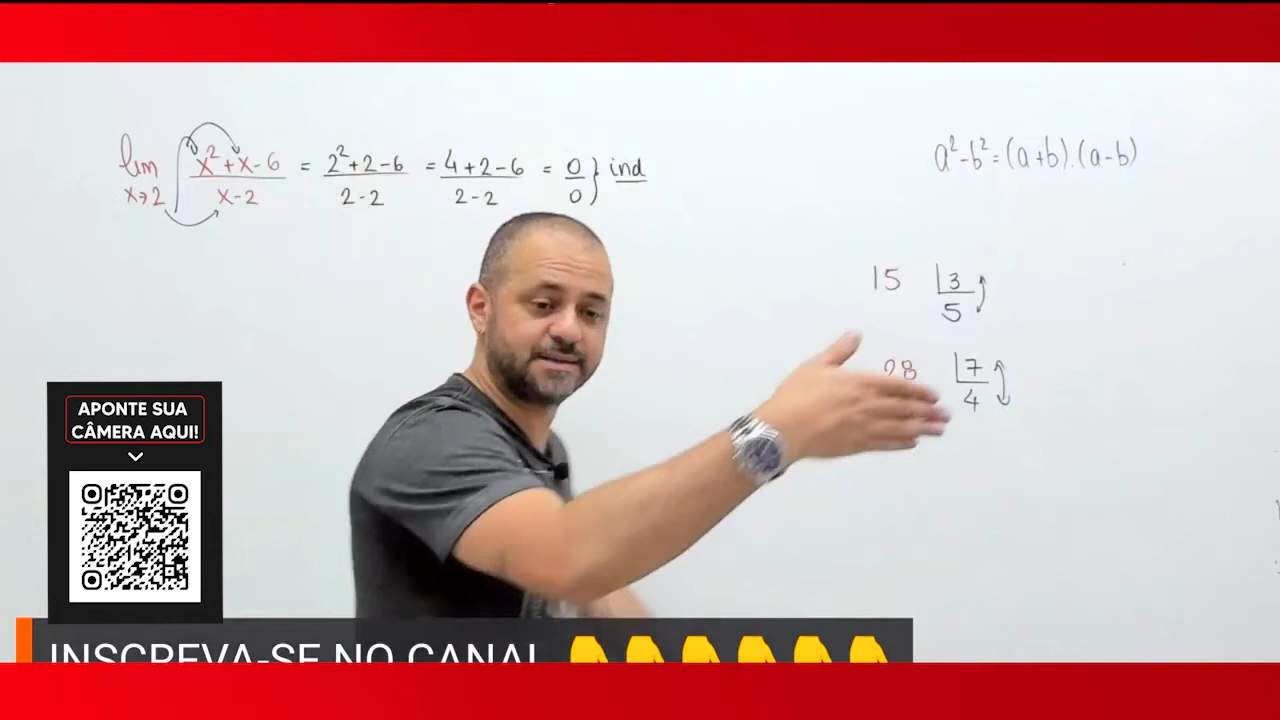 lim x→2 x²+x-6 / x-2 = 2²+2-6 / 2-2 = 4+2-6 / 2-2 = 0/0 } ind
a²-b²=(a+b).(a-b)
15 3
5
28 7
4
APONTE SUA
CÂMERA AQUI!
INSCREVA-SE NO CANAL 👇👇👇👇👇👇